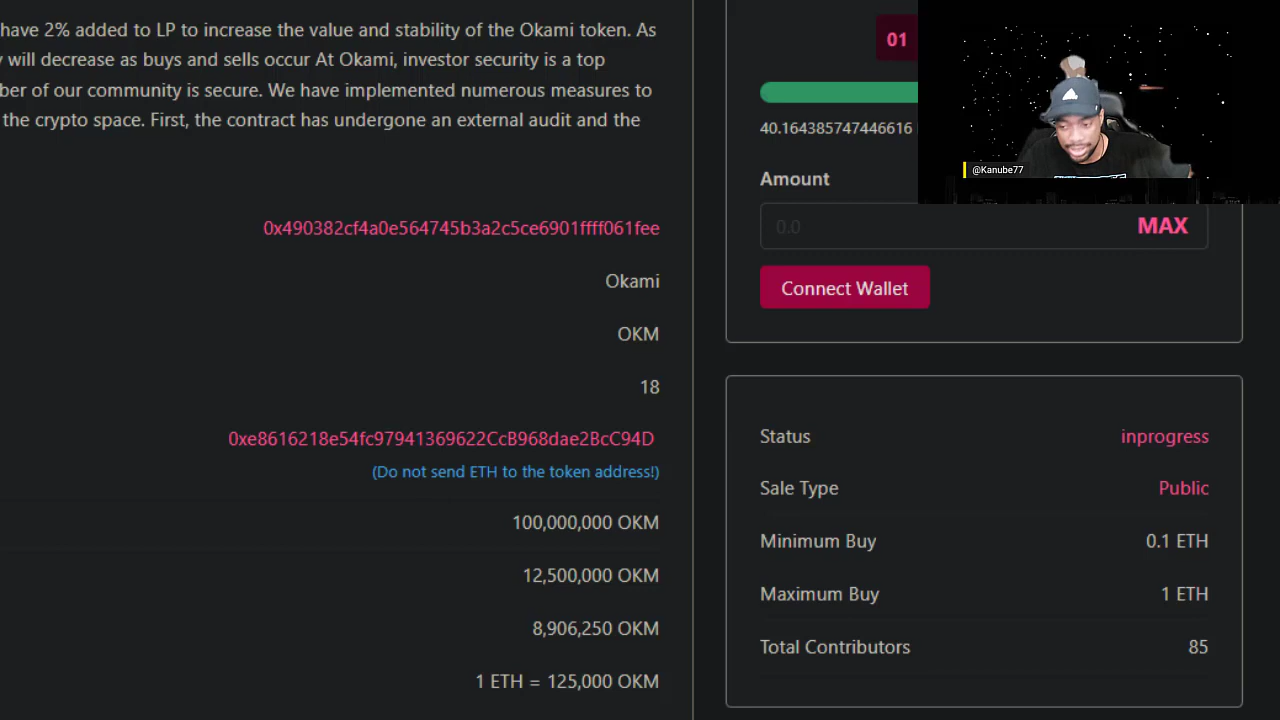 have 2% added to LP to increase the value and stability of the Okami token. As
will decrease as buys and sells occur At Okami, investor security is a top
ber of our community is secure. We have implemented numerous measures to
the crypto space. First, the contract has undergone an external audit and the
0x490382cf4a0e564745b3a2c5ce6901ffff061fee
Okami
OKM
18
0xe8616218e54fc97941369622CcB968dae2BcC94D
(Do not send ETH to the token address!)
100,000,000 OKM
12,500,000 OKM
8,906,250 OKM
1 ETH = 125,000 OKM
01
40.164385747446616
Amount
0.0
MAX
Connect Wallet
@Kanube77
Status
inprogress
Sale Type
Public
Minimum Buy
0.1 ETH
Maximum Buy
1 ETH
Total Contributors
85